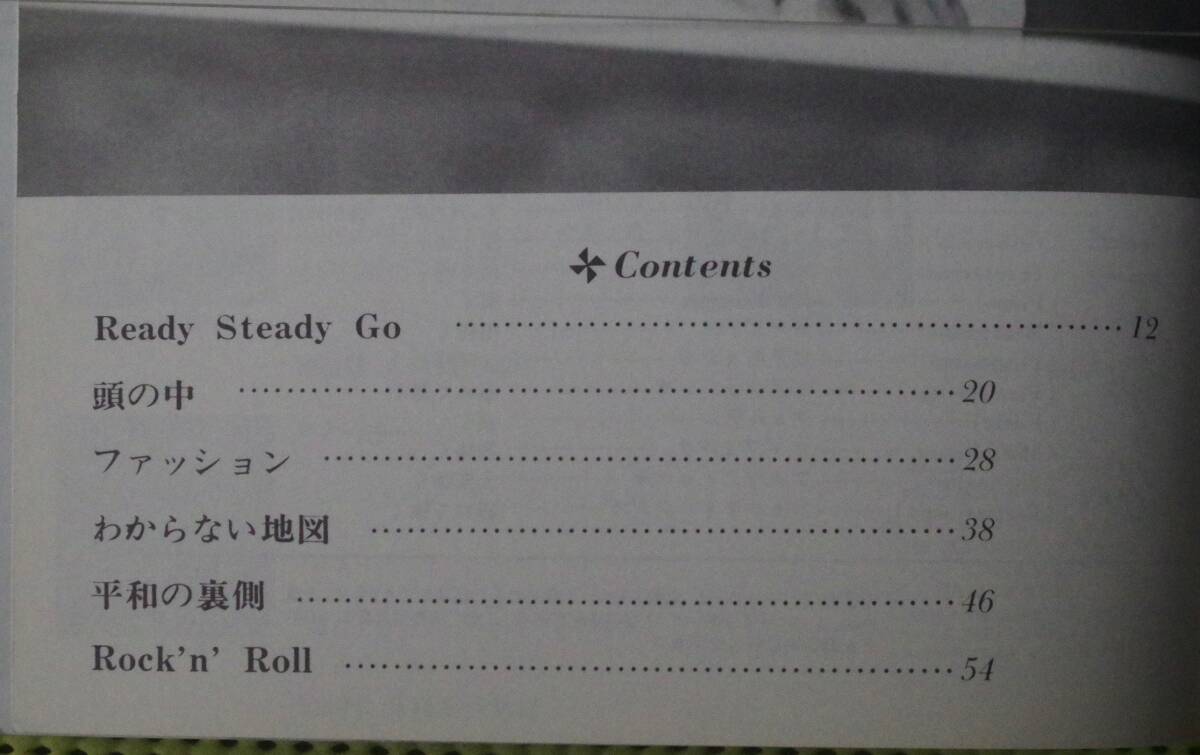 Contents
Ready Steady Go ……………………………… 12
頭の中 ……………………………… 20
ファッション ……………………………… 28
わからない地図 ……………………………… 38
平和の裏側 ……………………………… 46
Rock'n' Roll ……………………………… 54